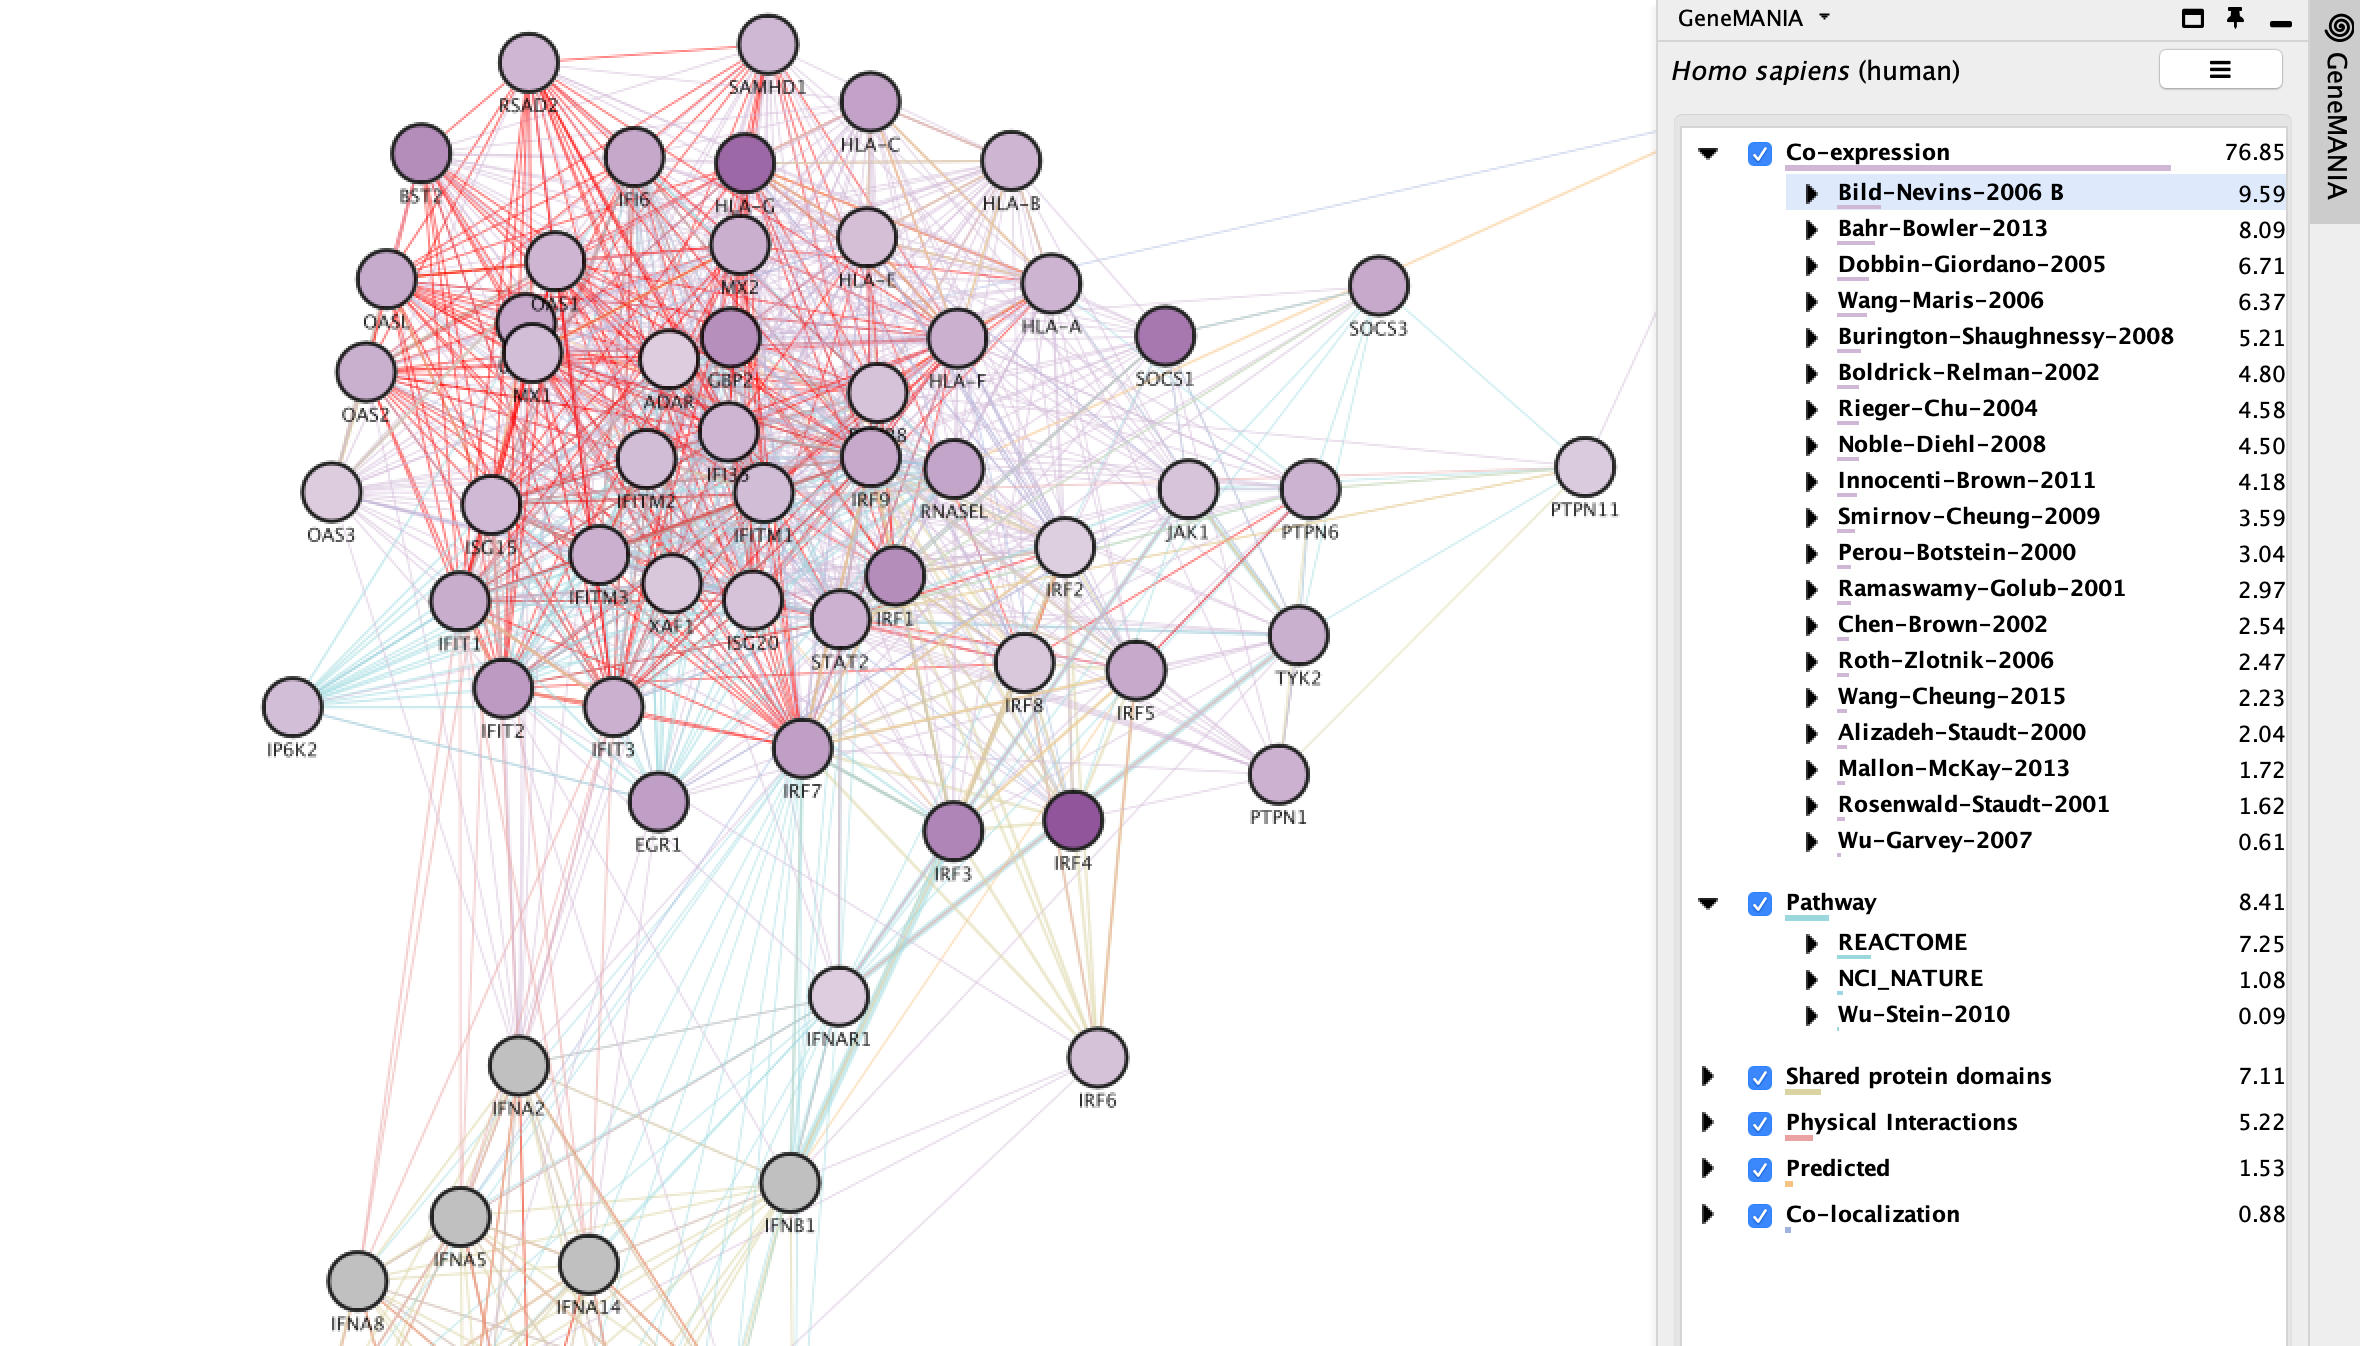 GeneMANIA
GeneMANIA
Homo sapiens (human)
Co-expression 76.85
Bild-Nevins-2006 B 9.59
Bahr-Bowler-2013 8.09
Dobbin-Giordano-2005 6.71
Wang-Maris-2006 6.37
Burington-Shaughnessy-2008 5.21
Boldrick-Relman-2002 4.80
Rieger-Chu-2004 4.58
Noble-Diehl-2008 4.50
Innocenti-Brown-2011 4.18
Smirnov-Cheung-2009 3.59
Perou-Botstein-2000 3.04
Ramaswamy-Golub-2001 2.97
Chen-Brown-2002 2.54
Roth-Zlotnik-2006 2.47
Wang-Cheung-2015 2.23
Alizadeh-Staudt-2000 2.04
Mallon-McKay-2013 1.72
Rosenwald-Staudt-2001 1.62
Wu-Garvey-2007 0.61
Pathway 8.41
REACTOME 7.25
NCI_NATURE 1.08
Wu-Stein-2010 0.09
Shared protein domains 7.11
Physical Interactions 5.22
Predicted 1.53
Co-localization 0.88
RSAD2
SAMHD1
HLA-C
BST2
IFI6
HLA-G
HLA-B
OASL
OAS1
MX2
HLA-E
HLA-A
SOCS3
OAS2
MX1
ADAR
GBP2
HLA-F
SOCS1
OAS3
ISG15
IFITM2
IFI35
IFITM1
IRF9
RNASEL
JAK1
PTPN6
PTPN11
IFIT1
IFITM3
XAF1
ISG20
STAT2
IRF1
IRF2
IP6K2
IFIT2
IFIT3
IRF7
IRF8
IRF5
TYK2
EGR1
IRF3
IRF4
PTPN1
IFNAR1
IRF6
IFNA2
IFNB1
IFNA5
IFNA14
IFNA8